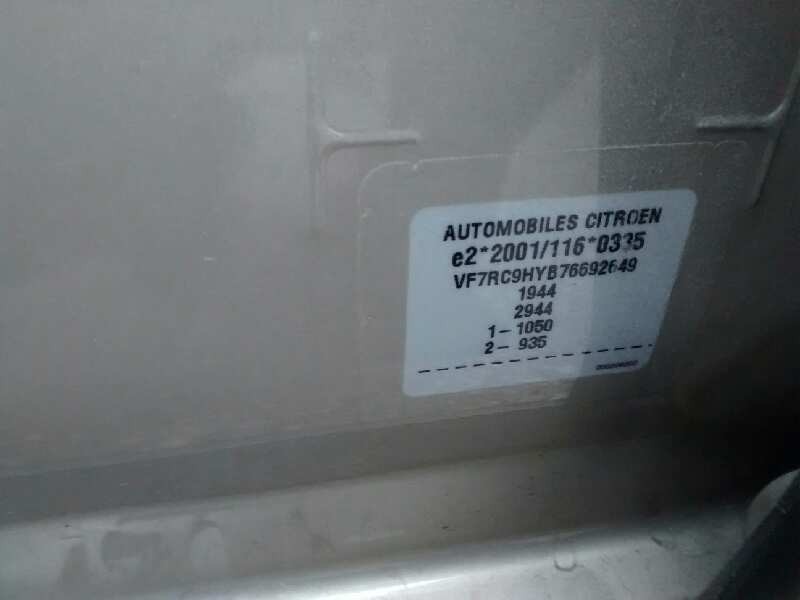 AUTOMOBILES CITROEN
e2*2001/116*0335
VF7RC9HYB76692649
1944
2944
1- 1050
2- 935